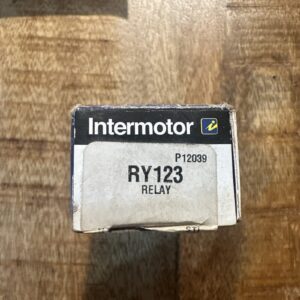 Intermotor i
P12039
RY123
RELAY